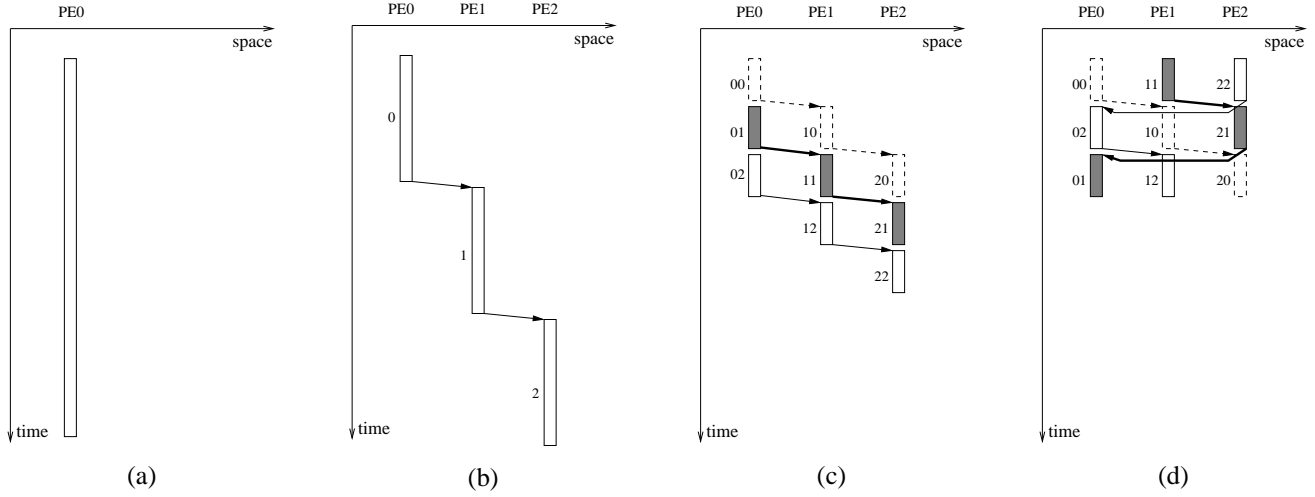 PE0
space
time
(a)
PE0 PE1 PE2
space
0
1
2
time
(b)
PE0 PE1 PE2
space
00
01 10
02 11 20
12 21
22
time
(c)
PE0 PE1 PE2
space
00 11 22
02 10 21
01 12 20
time
(d)